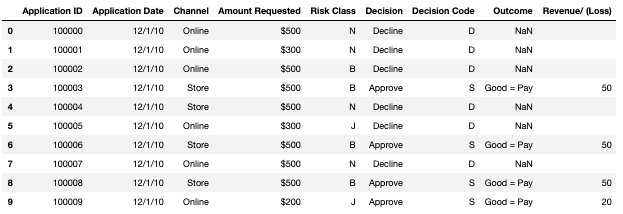 Application ID Application Date Channel Amount Requested Risk Class Decision Decision Code Outcome Revenue/ (Loss)
0 100000 12/1/10 Online $500 N Decline D NaN
1 100001 12/1/10 Online $300 N Decline D NaN
2 100002 12/1/10 Online $500 B Decline D NaN
3 100003 12/1/10 Store $500 B Approve S Good = Pay 50
4 100004 12/1/10 Store $500 N Decline D NaN
5 100005 12/1/10 Online $300 J Decline D NaN
6 100006 12/1/10 Store $500 B Approve S Good = Pay 50
7 100007 12/1/10 Online $500 N Decline D NaN
8 100008 12/1/10 Store $500 B Approve S Good = Pay 50
9 100009 12/1/10 Online $200 J Approve S Good = Pay 20